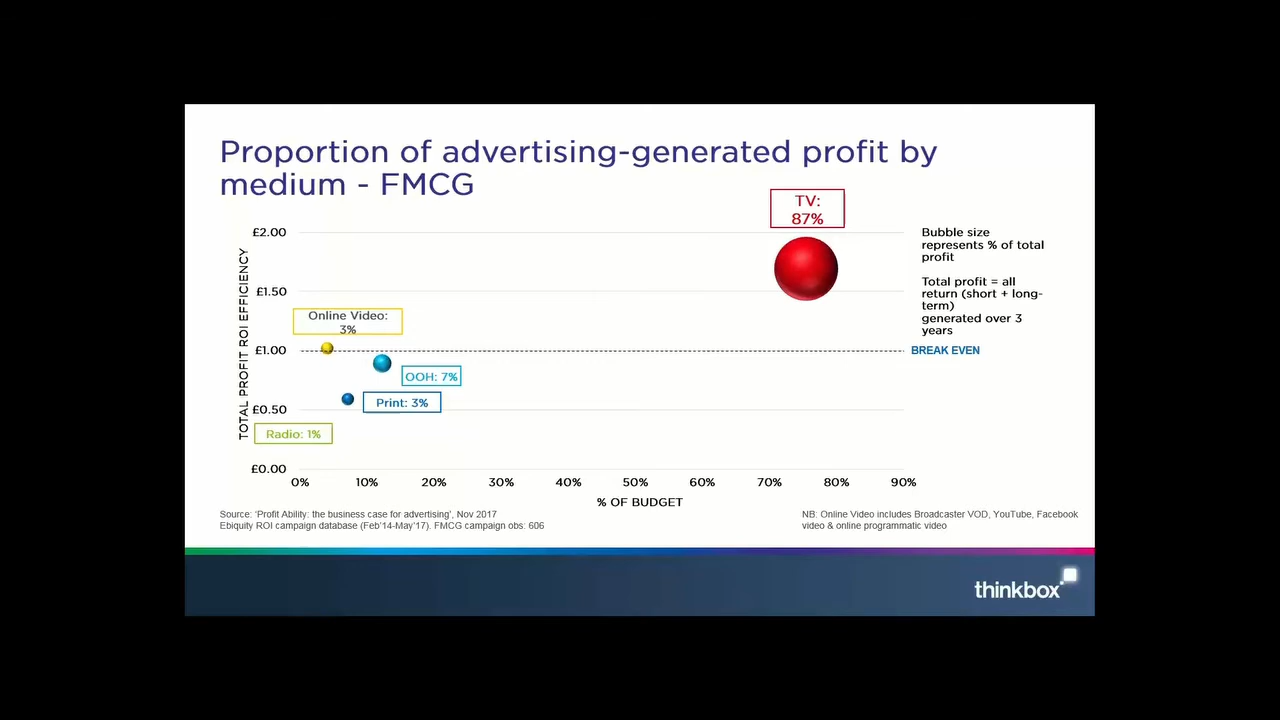 Proportion of advertising-generated profit by
medium - FMCG
TV:
87%
£2.00
£1.50
£1.00
£0.50
£0.00
TOTAL PROFIT ROI EFFICIENCY
Online Video:
3%
OOH: 7%
Print: 3%
Radio: 1%
Bubble size
represents % of total
profit
Total profit = all
return (short + long-
term)
generated over 3
years
BREAK EVEN
0% 10% 20% 30% 40% 50% 60% 70% 80% 90%
% OF BUDGET
Source: ‘Profit Ability: the business case for advertising’, Nov 2017
Ebiquity ROI campaign database (Feb’14-May’17). FMCG campaign obs: 606
NB: Online Video includes Broadcaster VOD, YouTube, Facebook
video & online programmatic video
thinkbox